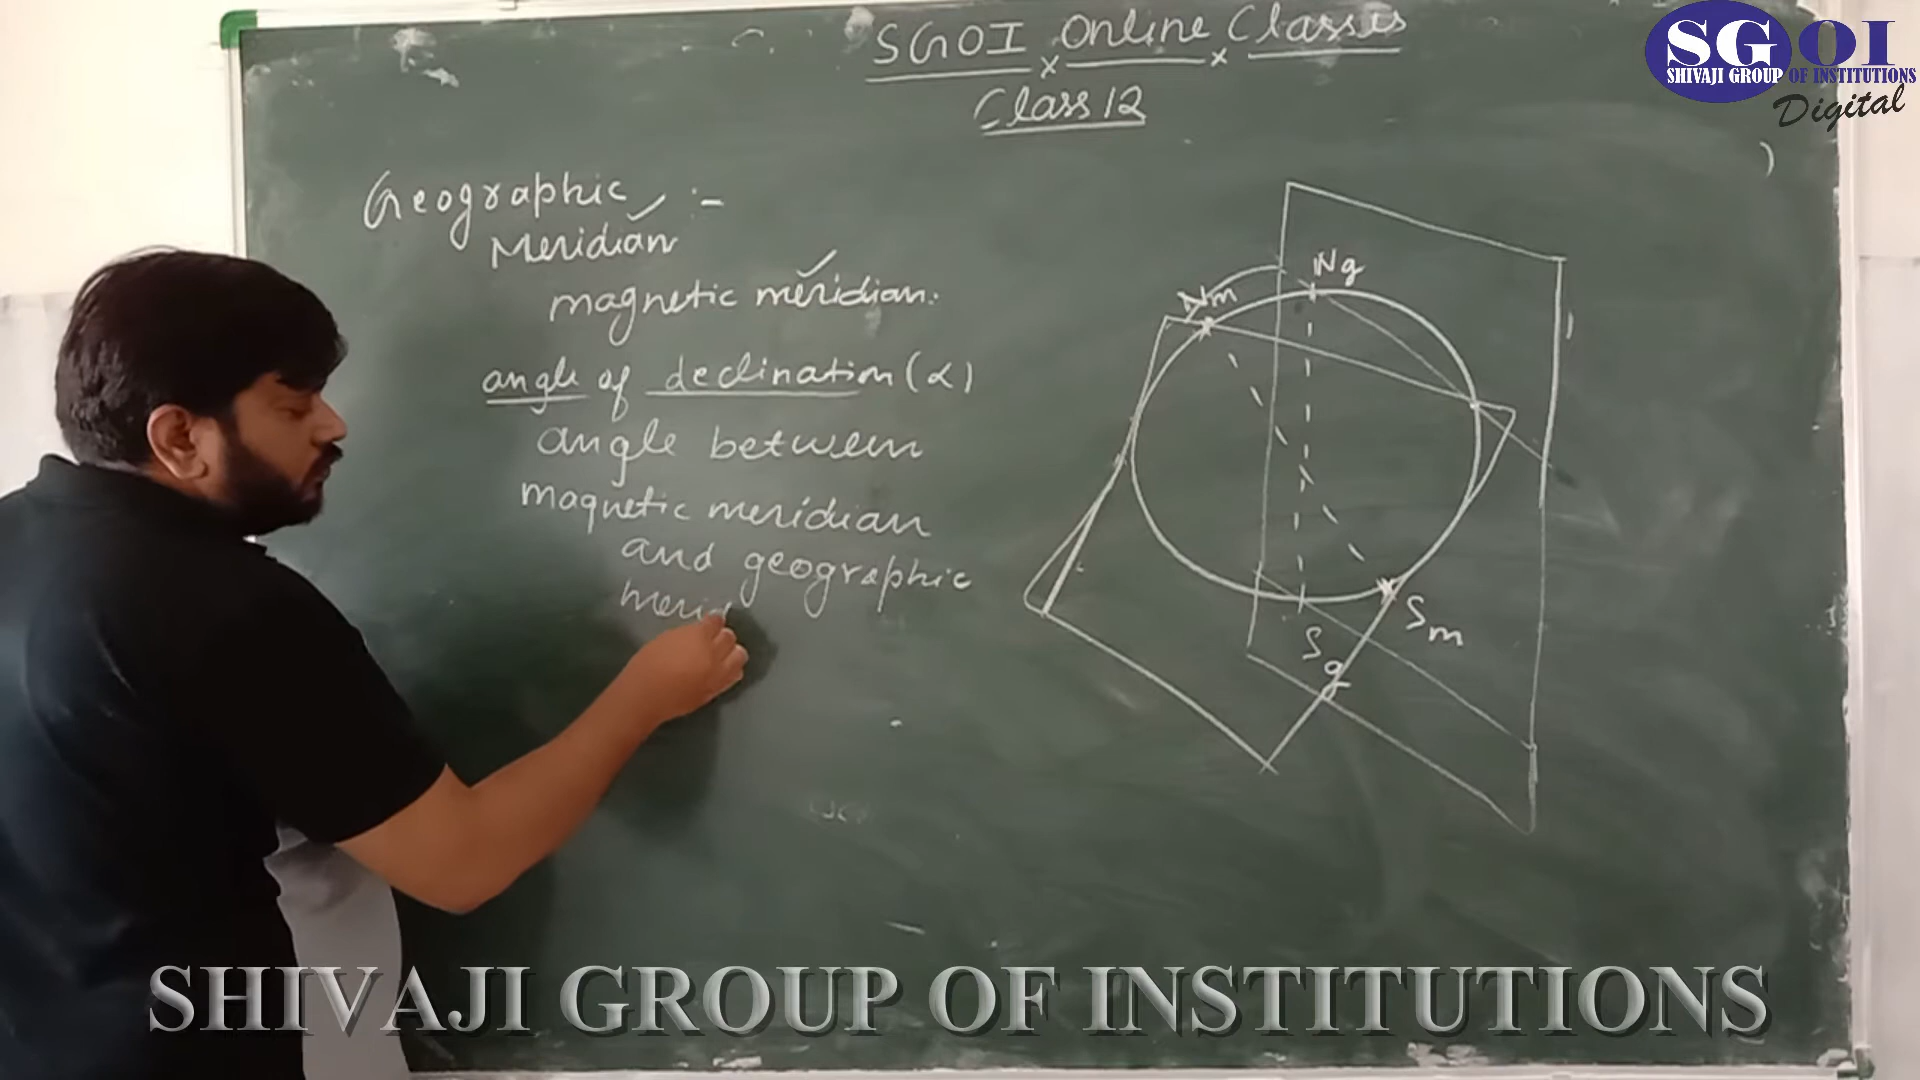 SGOI x Online x Classes
Class 12
SGOI
SHIVAJI GROUP OF INSTITUTIONS
Digital
Geographic :-
Meridian
magnetic meridian.
angle of declination (α)
angle between
magnetic meridian
and geographic
meri
Ng
Nm
Sm
Sg
SHIVAJI GROUP OF INSTITUTIONS